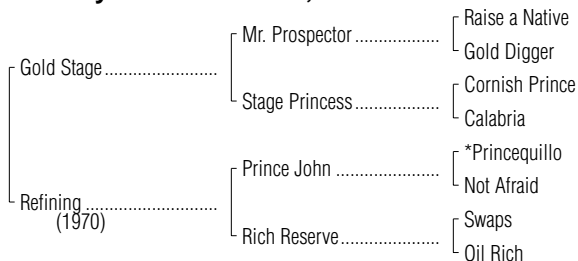 Raise a Native
Mr. Prospector ....................
Gold Digger
Gold Stage ...........................
Cornish Prince
Stage Princess ....................
Calabria
*Princequillo
Prince John ........................
Not Afraid
Refining ................................
(1970)
Swaps
Rich Reserve .......................
Oil Rich